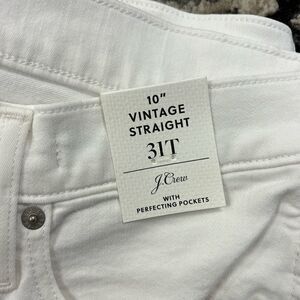 10"
VINTAGE
STRAIGHT
31T
J.Crew
WITH
PERFECTING POCKETS